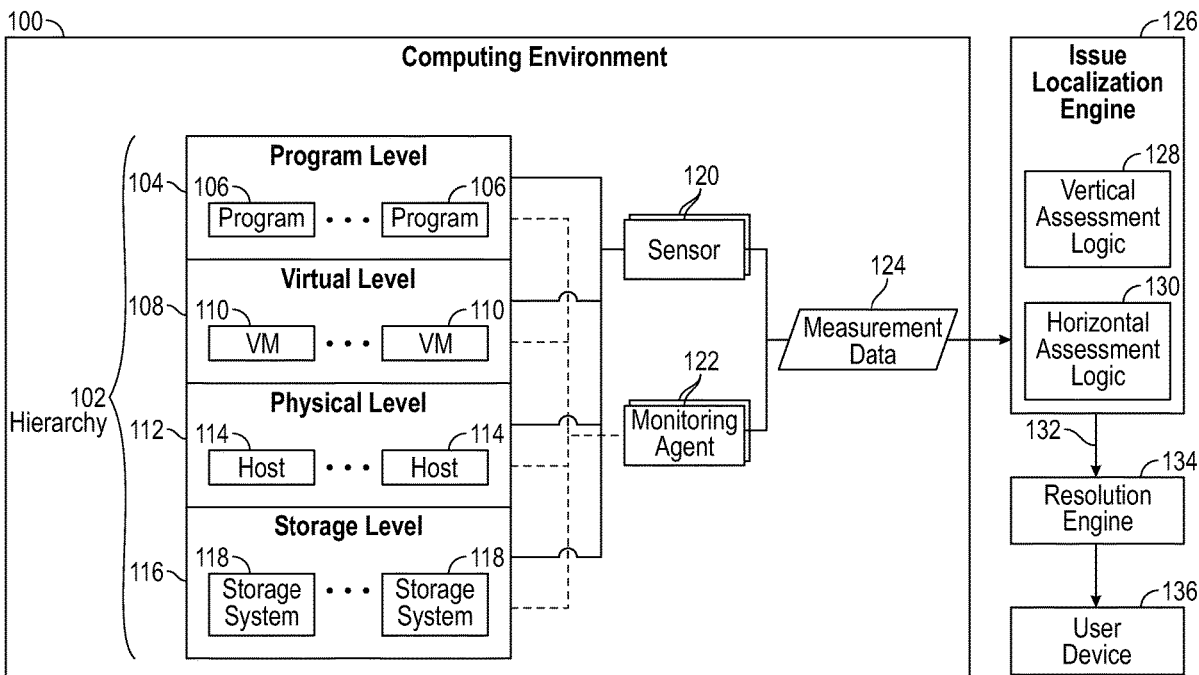 100
Computing Environment
126
Issue
Localization
Engine
128
Vertical
Assessment
Logic
130
Horizontal
Assessment
Logic
102
Hierarchy
104
Program Level
106
106
Program • • • Program
108
Virtual Level
110
110
VM • • • VM
112
Physical Level
114
114
Host • • • Host
116
Storage Level
118
118
Storage
System
• • •
Storage
System
120
Sensor
122
Monitoring
Agent
124
Measurement
Data
132
134
Resolution
Engine
136
User
Device